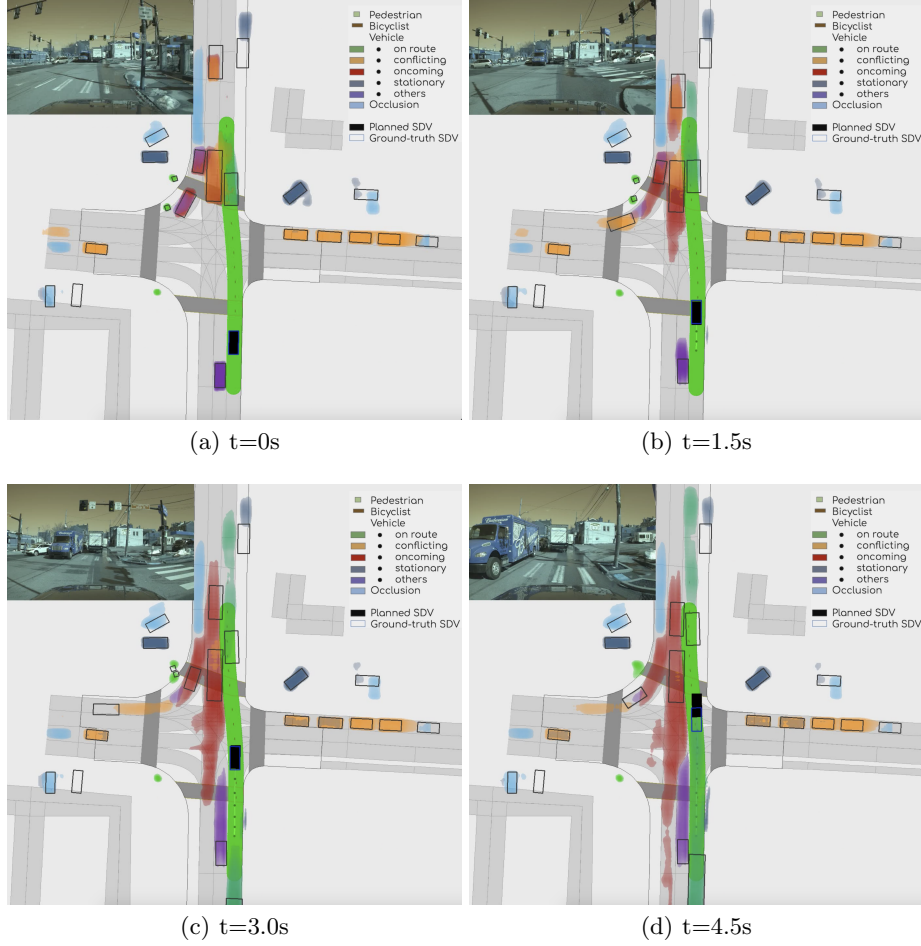 Pedestrian
Bicyclist
Vehicle
• on route
• conflicting
• oncoming
• stationary
• others
Occlusion
Planned SDV
Ground-truth SDV
Pedestrian
Bicyclist
Vehicle
• on route
• conflicting
• oncoming
• stationary
• others
Occlusion
Planned SDV
Ground-truth SDV
(a) t=0s
(b) t=1.5s
Pedestrian
Bicyclist
Vehicle
• on route
• conflicting
• oncoming
• stationary
• others
Occlusion
Planned SDV
Ground-truth SDV
Pedestrian
Bicyclist
Vehicle
• on route
• conflicting
• oncoming
• stationary
• others
Occlusion
Planned SDV
Ground-truth SDV
(c) t=3.0s
(d) t=4.5s